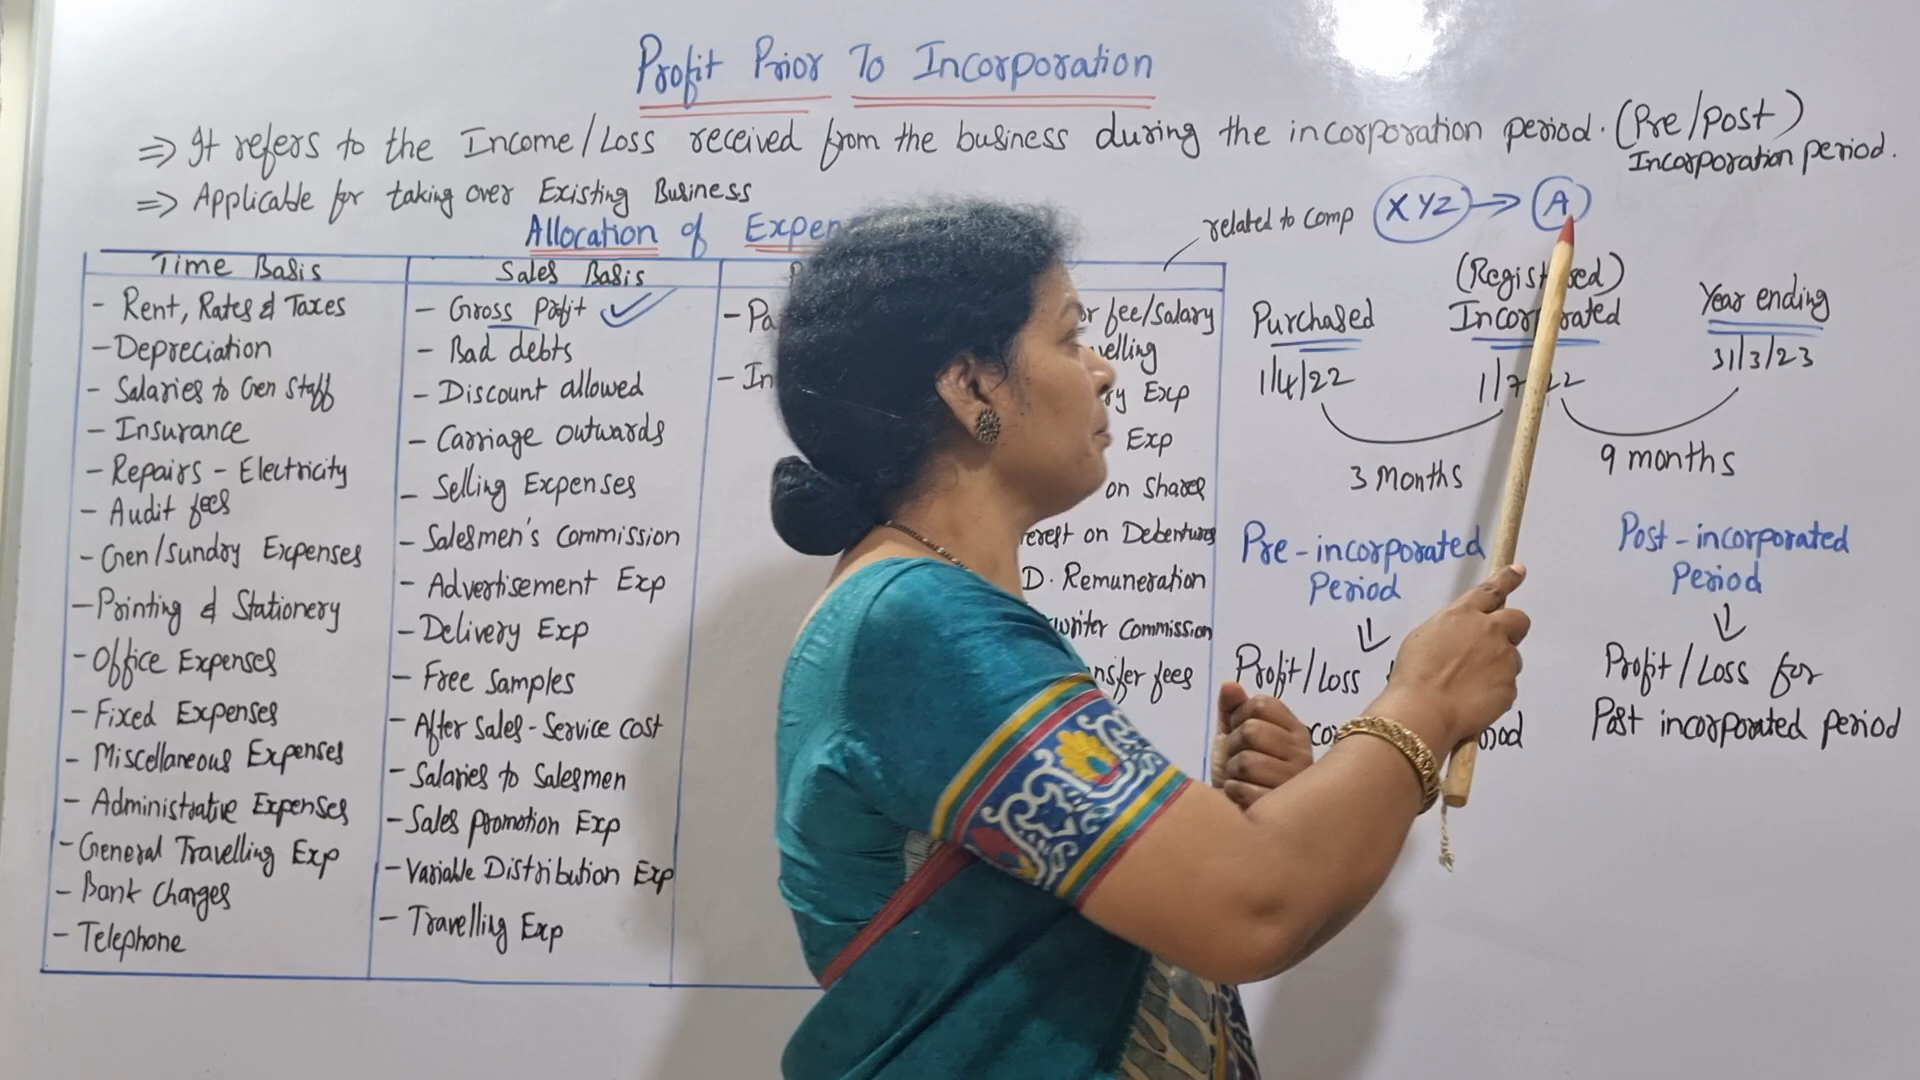 Profit Prior To Incorporation
⇒ It refers to the Income/Loss received from the business during the incorporation period. (Pre/Post)
Incorporation period.
⇒ Applicable for taking over Existing Business
related to Comp XYZ → A
Allocation of
Time Basis
- Rent, Rates & Taxes
- Depreciation
- Salaries to Gen Staff
- Insurance
- Repairs - Electricity
- Audit fees
- Gen/Sundry Expenses
- Printing & Stationery
- Office Expenses
- Fixed Expenses
- Miscellaneous Expenses
- Administrative Expenses
- General Travelling Exp
- Bank Charges
- Telephone
Sales Basis
- Gross Profit ✓
- Bad debts
- Discount allowed
- Carriage Outwards
- Selling Expenses
- Salesmen's Commission
- Advertisement Exp
- Delivery Exp
- Free Samples
- After Sales-Service Cost
- Salaries to Salesmen
- Sales promotion Exp
- Variable Distribution Exp
- Travelling Exp
fee/Salary
Exp
Exp
on Shares
on Debentures
D. Remuneration
Commission
fees
Purchased
1/4/22
Incorporated
Year ending
31/3/23
3 Months
9 months
Pre-incorporated
Period
Profit/Loss
Post-incorporated
Period
Profit/Loss for
Post incorporated period